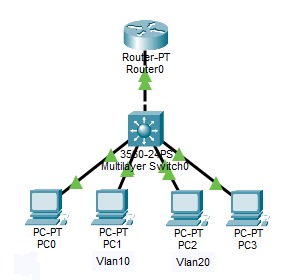 Router-PT
Router0
3560-24PS
Multilayer Switch0
PC-PT
PC0
PC-PT
PC1
PC-PT
PC2
PC-PT
PC3
Vlan10
Vlan20